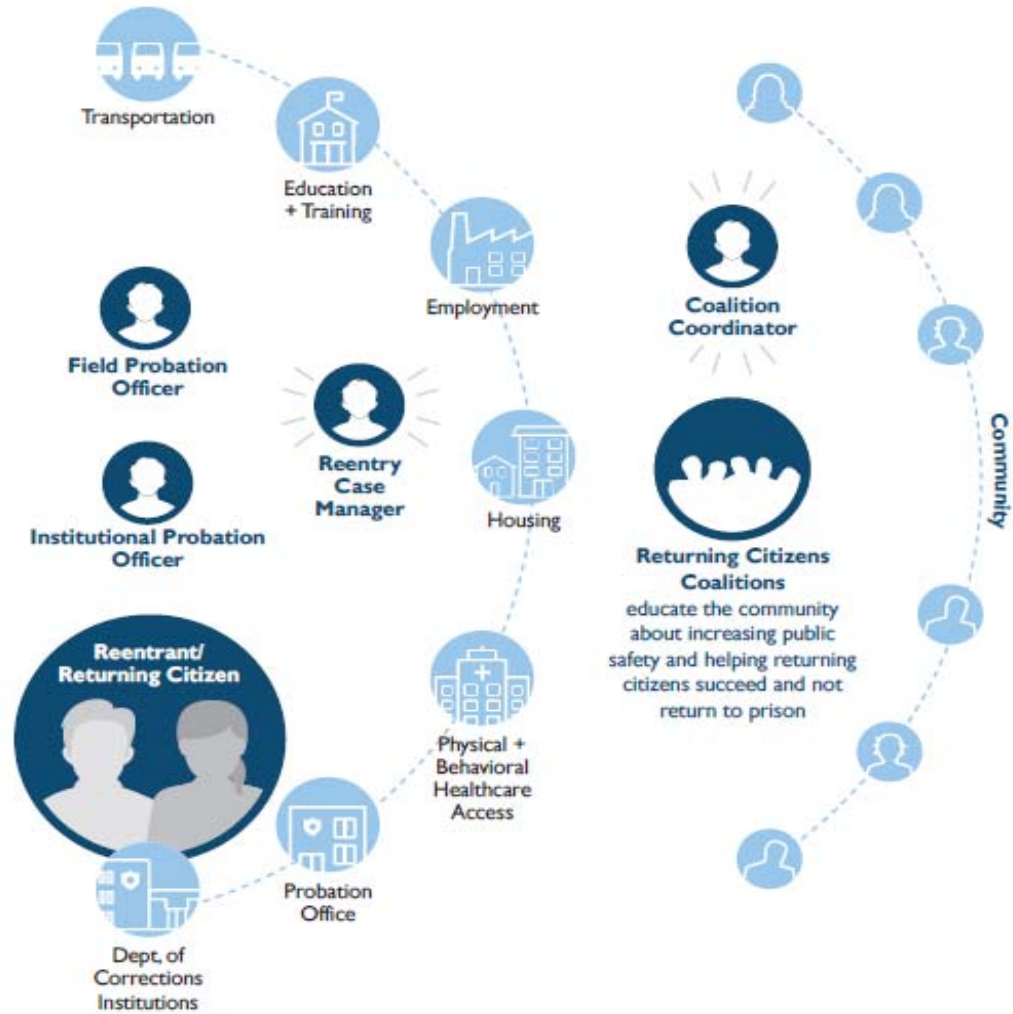 Transportation
Education
+ Training
Employment
Field Probation
Officer
Reentry
Case
Manager
Institutional Probation
Officer
Housing
Reentrant/
Returning Citizen
Physical +
Behavioral
Healthcare
Access
Probation
Office
Dept. of
Corrections
Institutions
Coalition
Coordinator
Returning Citizens
Coalitions
educate the community
about increasing public
safety and helping returning
citizens succeed and not
return to prison
Community